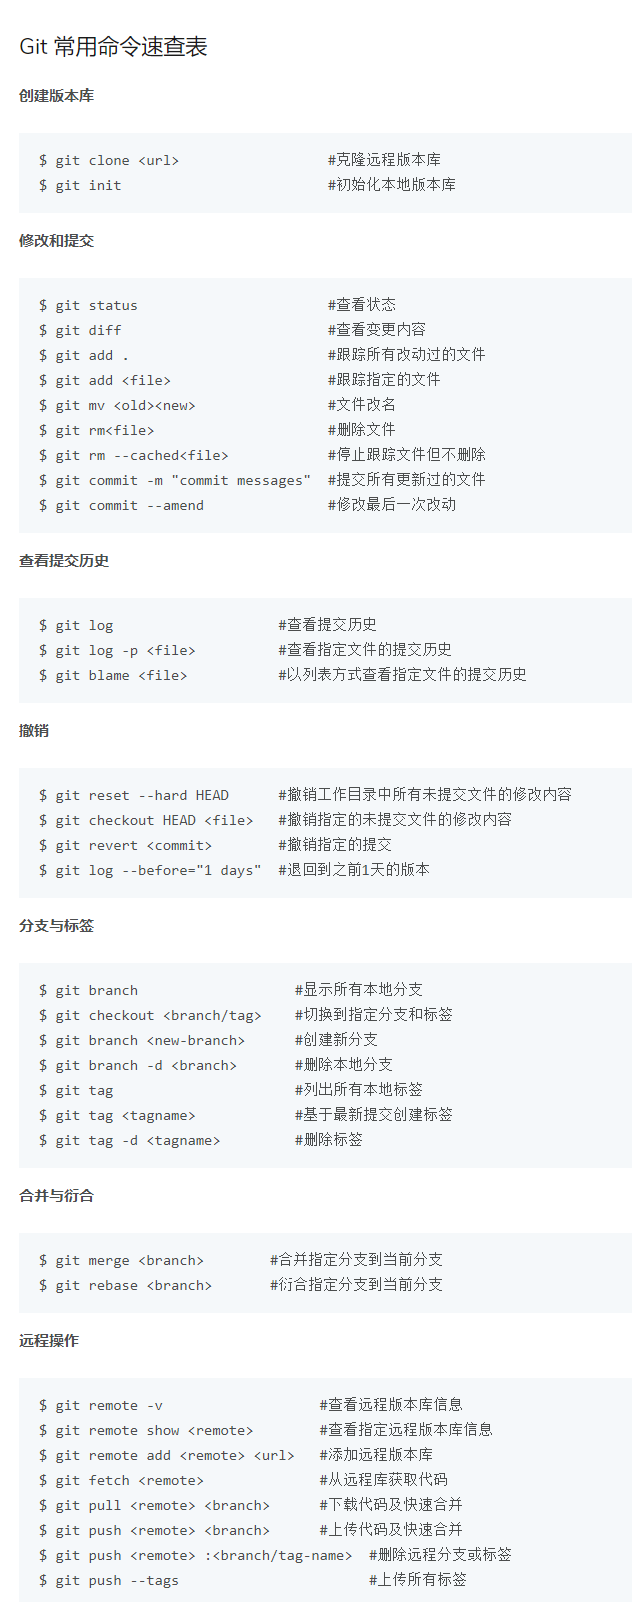 Git 常用命令速查表
创建版本库
$ git clone <url>                  #克隆远程版本库
$ git init                         #初始化本地版本库
修改和提交
$ git status                       #查看状态
$ git diff                         #查看变更内容
$ git add .                        #跟踪所有改动过的文件
$ git add <file>                   #跟踪指定的文件
$ git mv <old><new>                #文件改名
$ git rm<file>                     #删除文件
$ git rm --cached<file>            #停止跟踪文件但不删除
$ git commit -m "commit messages"  #提交所有更新过的文件
$ git commit --amend               #修改最后一次改动
查看提交历史
$ git log                    #查看提交历史
$ git log -p <file>          #查看指定文件的提交历史
$ git blame <file>           #以列表方式查看指定文件的提交历史
撤销
$ git reset --hard HEAD      #撤销工作目录中所有未提交文件的修改内容
$ git checkout HEAD <file>   #撤销指定的未提交文件的修改内容
$ git revert <commit>        #撤销指定的提交
$ git log --before="1 days"  #退回到之前1天的版本
分支与标签
$ git branch                   #显示所有本地分支
$ git checkout <branch/tag>    #切换到指定分支和标签
$ git branch <new-branch>      #创建新分支
$ git branch -d <branch>       #删除本地分支
$ git tag                      #列出所有本地标签
$ git tag <tagname>            #基于最新提交创建标签
$ git tag -d <tagname>         #删除标签
合并与衍合
$ git merge <branch>        #合并指定分支到当前分支
$ git rebase <branch>       #衍合指定分支到当前分支
远程操作
$ git remote -v                   #查看远程版本库信息
$ git remote show <remote>        #查看指定远程版本库信息
$ git remote add <remote> <url>   #添加远程版本库
$ git fetch <remote>              #从远程库获取代码
$ git pull <remote> <branch>      #下载代码及快速合并
$ git push <remote> <branch>      #上传代码及快速合并
$ git push <remote> :<branch/tag-name>  #删除远程分支或标签
$ git push --tags                       #上传所有标签